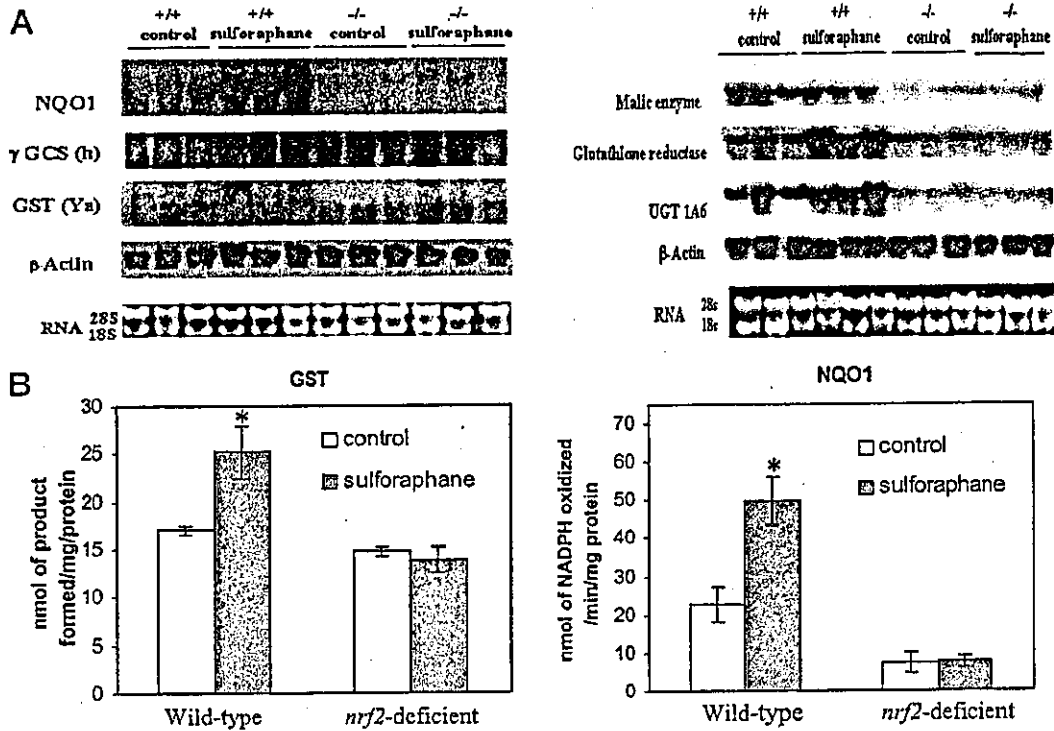 A
+/+ +/+ -/- -/-
control sulforaphane control sulforaphane
NQO1
γ GCS (h)
GST (Ya)
β-Actin
RNA 28S
18S
+/+ +/+ -/- -/-
control sulforaphane control sulforaphane
Malic enzyme
Glutathione reductase
UGT 1A6
β-Actin
RNA 28s
18s
B
GST
nmol of product
formed/mg/protein
30
25
20
15
10
5
0
*
control
sulforaphane
Wild-type nrf2-deficient
NQO1
nmol of NADPH oxidized
/min/mg protein
70
60
50
40
30
20
10
0
*
control
sulforaphane
Wild-type nrf2-deficient